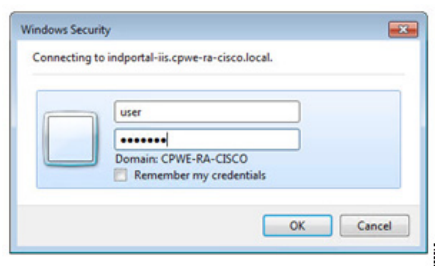 Windows Security
Connecting to indportal-iis.cpwe-ra-cisco.local.
user
•••••••
Domain: CPWE-RA-CISCO
Remember my credentials
OK Cancel